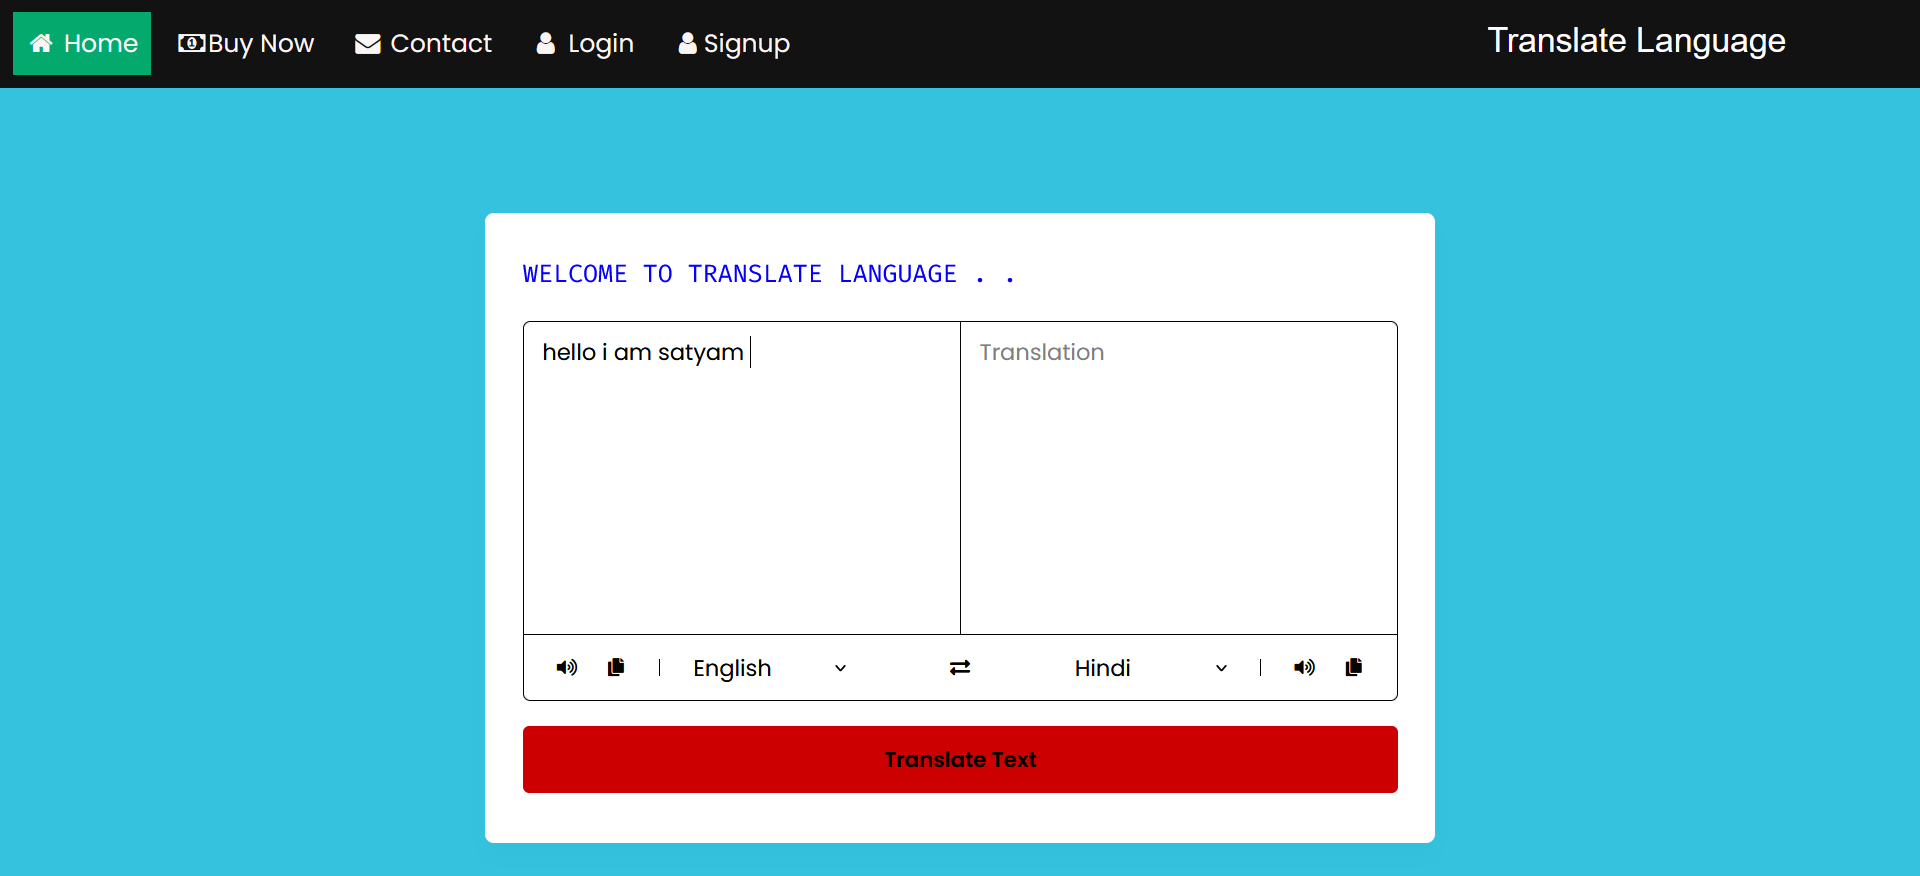 Home Buy Now Contact Login Signup Translate Language
WELCOME TO TRANSLATE LANGUAGE . .
hello i am satyam
Translation
English
Hindi
Translate Text